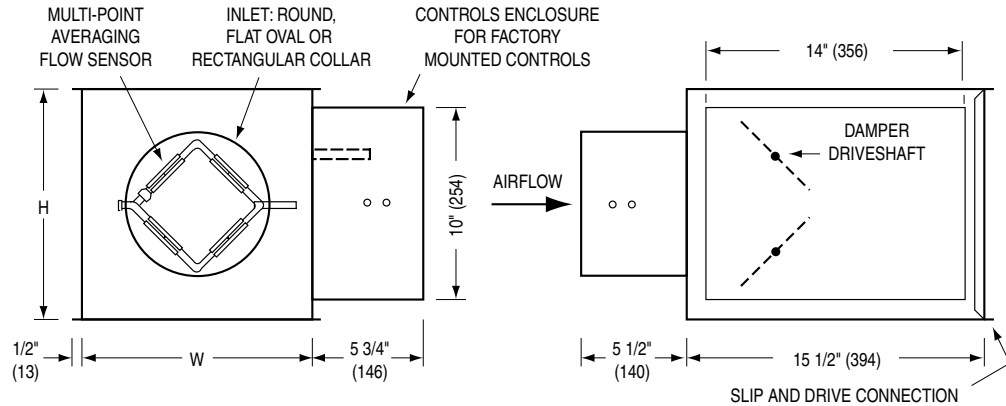 MULTI-POINT
AVERAGING
FLOW SENSOR
INLET: ROUND,
FLAT OVAL OR
RECTANGULAR COLLAR
CONTROLS ENCLOSURE
FOR FACTORY
MOUNTED CONTROLS
H
10" (254)
1/2"
(13)
W
5 3/4"
(146)
14" (356)
DAMPER
DRIVESHAFT
AIRFLOW
5 1/2"
(140)
15 1/2" (394)
SLIP AND DRIVE CONNECTION